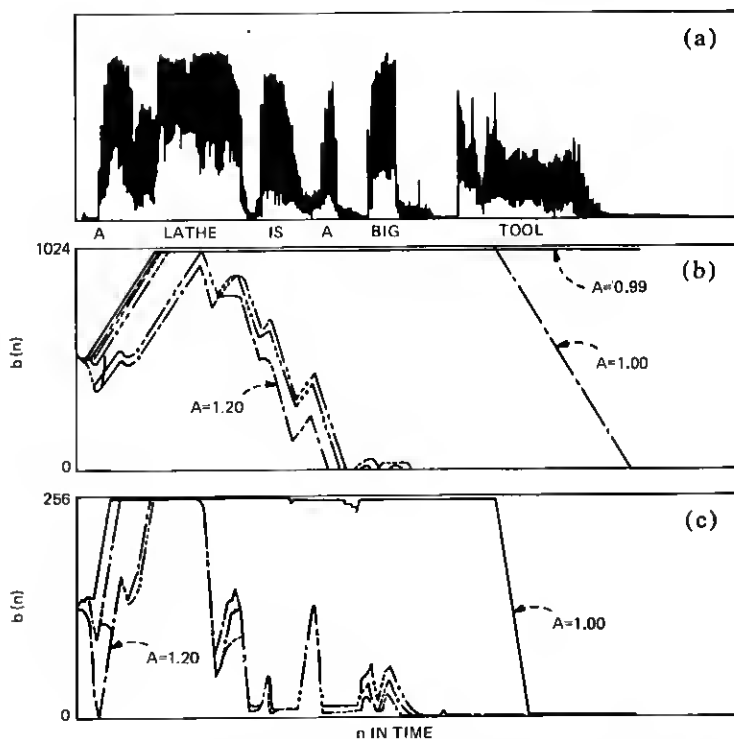 (a)
A LATHE IS A BIG TOOL
1024
(b)
A=0.99
b(n)
A=1.00
A=1.20
0
256
(c)
b(n)
A=1.00
A=1.20
0
n IN TIME